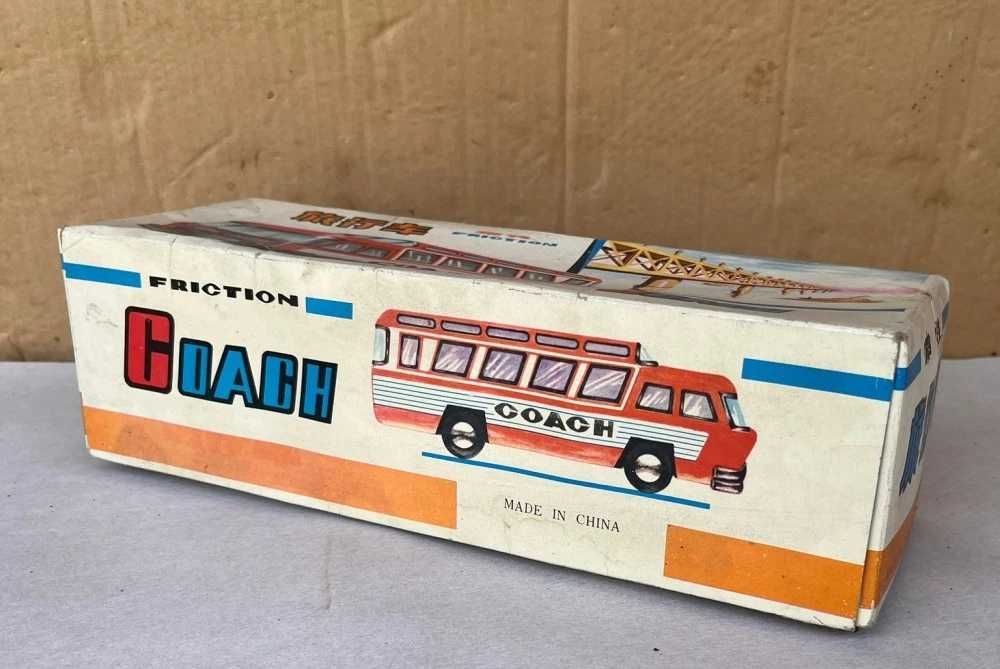 旅行车
FRICTION
FRICTION
COACH
COACH
MADE IN CHINA